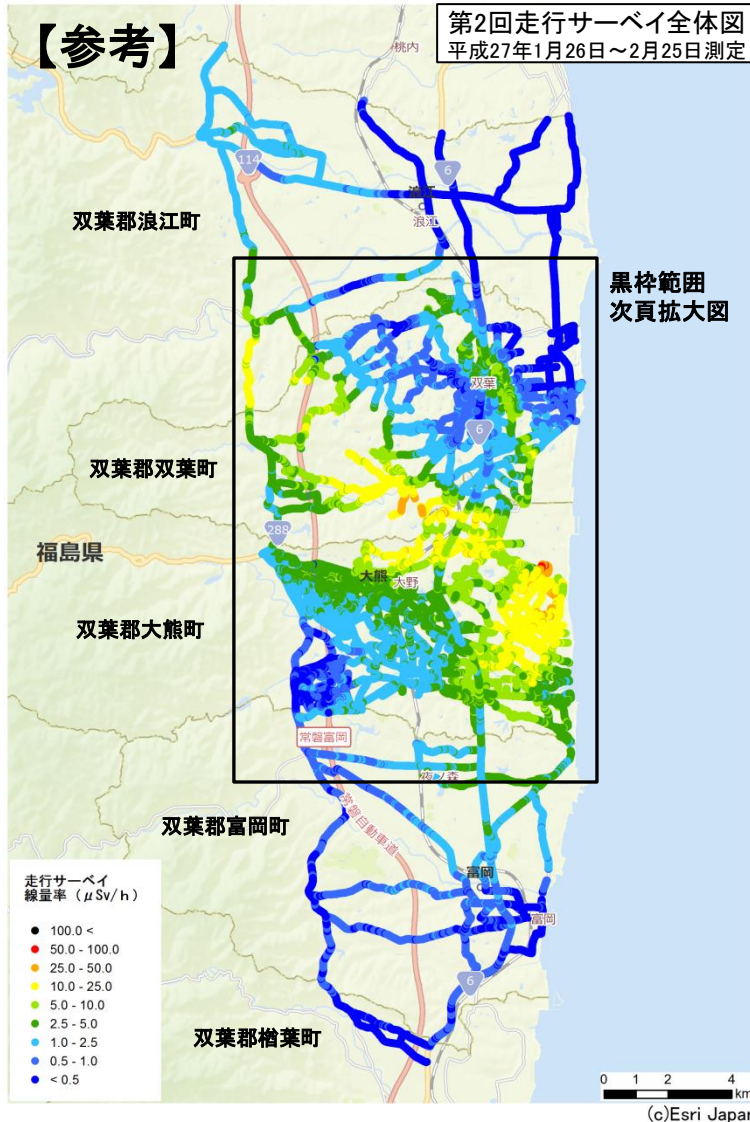 【参考】
第2回走行サーベイ全体図
平成27年1月26日～2月25日測定
桃内
114
6
浪江
浪江
双葉郡浪江町
黒枠範囲
次頁拡大図
双葉
6
双葉郡双葉町
288
福島県
大熊
大野
双葉郡大熊町
常磐富岡
夜ノ森
常磐自動車道
双葉郡富岡町
富岡
富岡
6
双葉郡楢葉町
走行サーベイ
線量率（μSv/h）
100.0 <
50.0 - 100.0
25.0 - 50.0
10.0 - 25.0
5.0 - 10.0
2.5 - 5.0
1.0 - 2.5
0.5 - 1.0
< 0.5
0 1 2 4
km
(c)Esri Japan